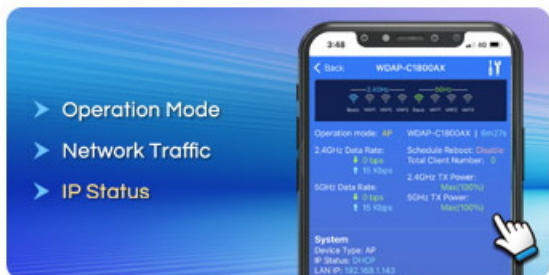 Operation Mode
Network Traffic
IP Status
3:48
4G
Back
WDAP-C1800AX
2.4GHz
5GHz
Operation mode: AP
WDAP-C1800AX | 6m27s
2.4GHz Data Rate:
0 bps
15 Kbps
Schedule Reboot: Disable
Total Client Number: 0
2.4GHz TX Power:
Max(100%)
5GHz Data Rate:
0 bps
15 Kbps
5GHz TX Power:
Max(100%)
System
Device Type: AP
IP Status: DHCP
LAN IP: 192.168.1.143